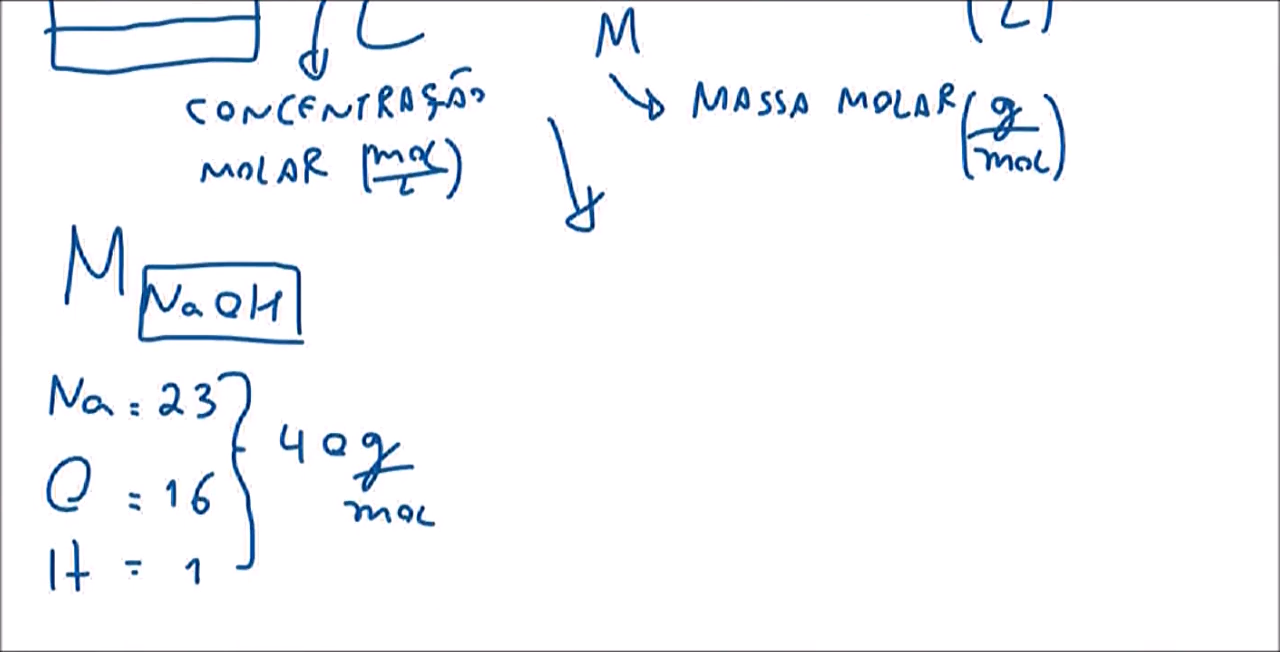 M (L)
CONCENTRAÇÃO
MOLAR (mol/L)
MASSA MOLAR (g/mol)
M NaOH
Na = 23
O = 16
H = 1
40 g/mol